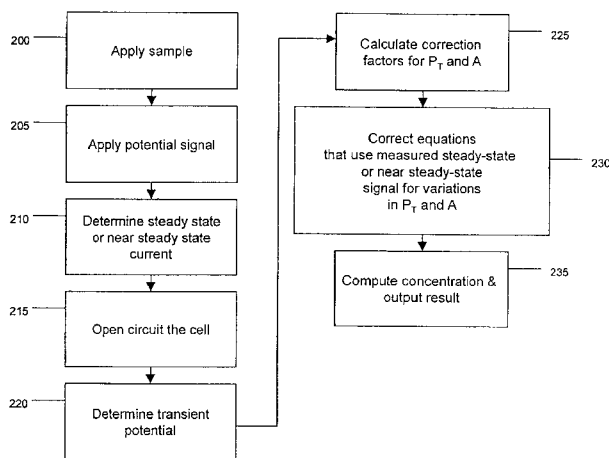 200
Apply sample
205
Apply potential signal
210
Determine steady state
or near steady state
current
215
Open circuit the cell
220
Determine transient
potential
225
Calculate correction
factors for PT and A
Correct equations
that use measured steady-state
or near steady-state
signal for variations
in PT and A
230
235
Compute concentration &
output result